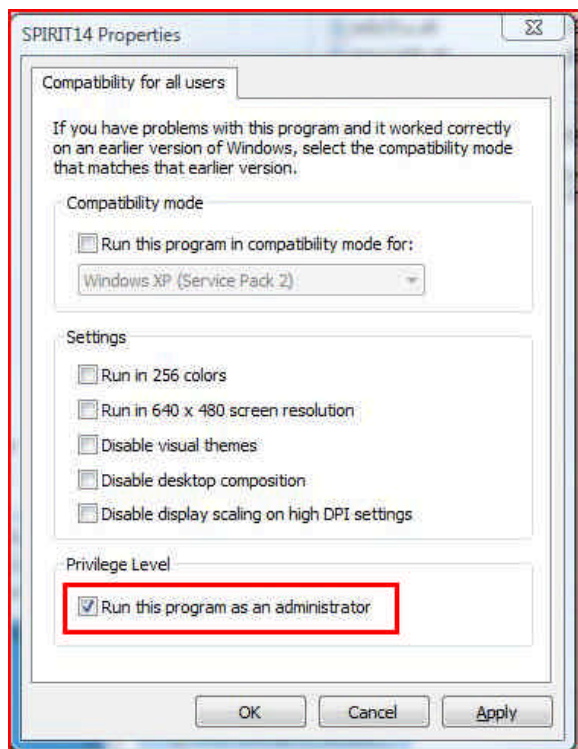 SPIRIT14 Properties
Compatibility for all users
If you have problems with this program and it worked correctly
on an earlier version of Windows, select the compatibility mode
that matches that earlier version.
Compatibility mode
Run this program in compatibility mode for:
Windows XP (Service Pack 2)
Settings
Run in 256 colors
Run in 640 x 480 screen resolution
Disable visual themes
Disable desktop composition
Disable display scaling on high DPI settings
Privilege Level
Run this program as an administrator
OK Cancel Apply